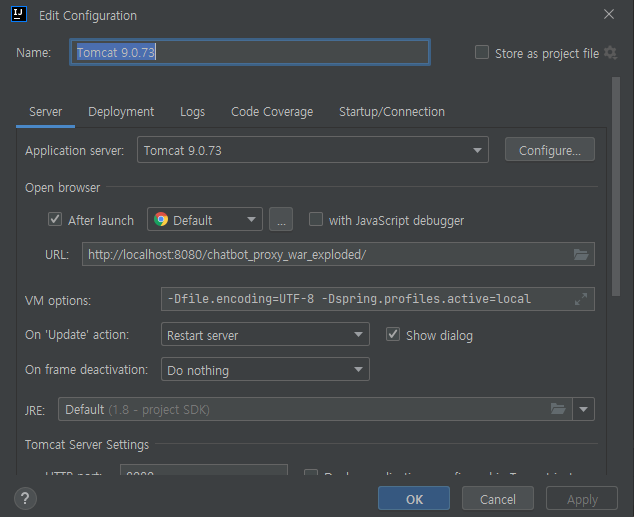 IJ Edit Configuration
Name: Tomcat 9.0.73 Store as project file
Server Deployment Logs Code Coverage Startup/Connection
Application server: Tomcat 9.0.73 Configure...
Open browser
After launch Default ... with JavaScript debugger
URL: http://localhost:8080/chatbot_proxy_war_exploded/
VM options: -Dfile.encoding=UTF-8 -Dspring.profiles.active=local
On 'Update' action: Restart server Show dialog
On frame deactivation: Do nothing
JRE: Default (1.8 - project SDK)
Tomcat Server Settings
? OK Cancel Apply